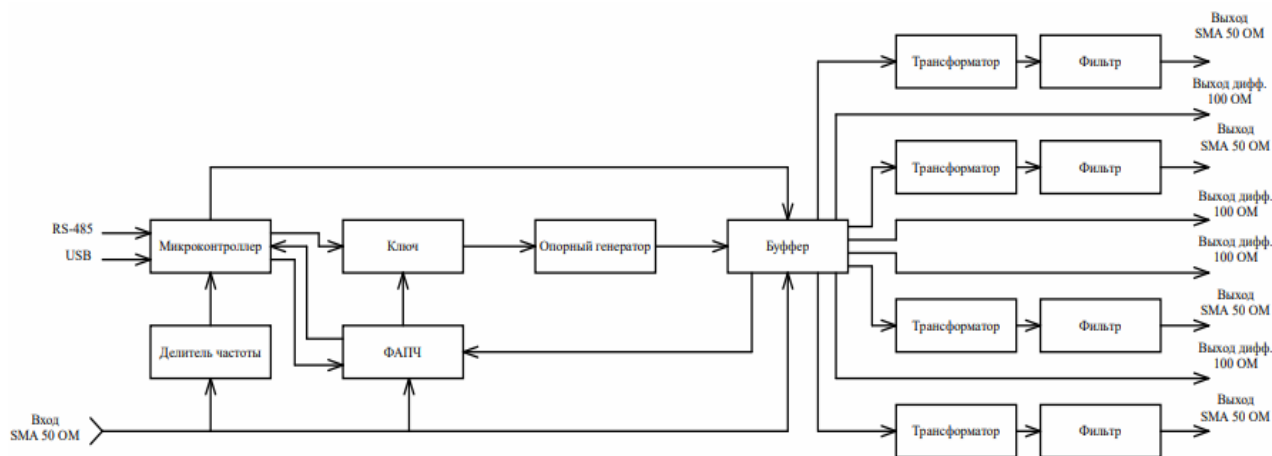 Выход
SMA 50 ОМ
Трансформатор
Фильтр
Выход дифф.
100 ОМ
Выход
SMA 50 ОМ
Трансформатор
Фильтр
Выход дифф.
100 ОМ
RS-485
USB
Микроконтроллер
Ключ
Опорный генератор
Буффер
Выход дифф.
100 ОМ
Выход
SMA 50 ОМ
Делитель частоты
ФАПЧ
Трансформатор
Фильтр
Выход дифф.
100 ОМ
Выход
SMA 50 ОМ
Вход
SMA 50 ОМ
Трансформатор
Фильтр